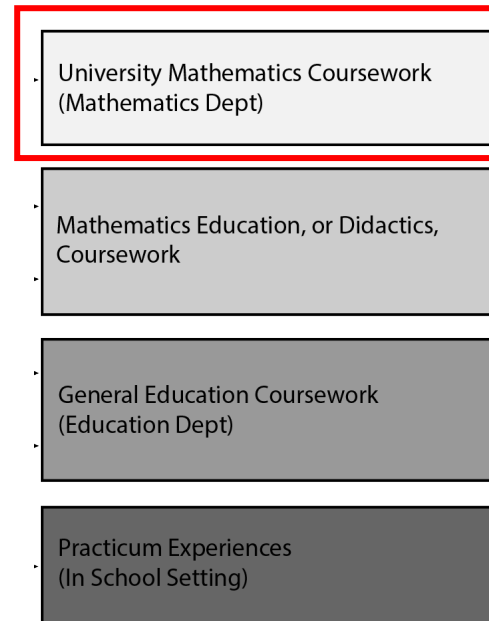 University Mathematics Coursework
(Mathematics Dept)
Mathematics Education, or Didactics,
Coursework
General Education Coursework
(Education Dept)
Practicum Experiences
(In School Setting)